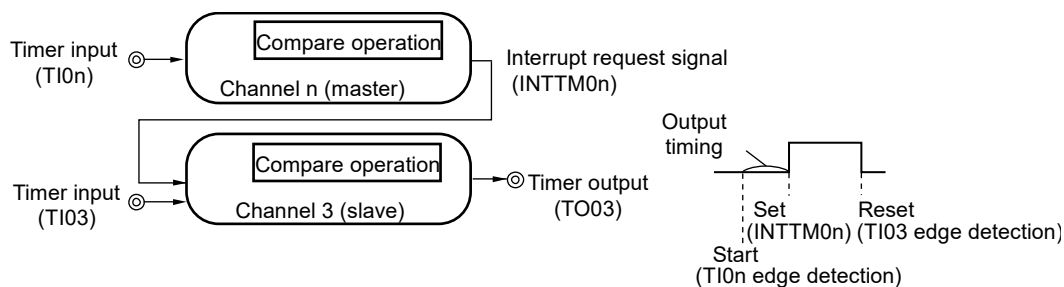 Timer input
(TI0n)
Compare operation
Channel n (master)
Interrupt request signal
(INTTM0n)
Timer input
(TI03)
Compare operation
Channel 3 (slave)
Timer output
(TO03)
Output
timing
Set
(INTTM0n)
Reset
(TI03 edge detection)
Start
(TI0n edge detection)